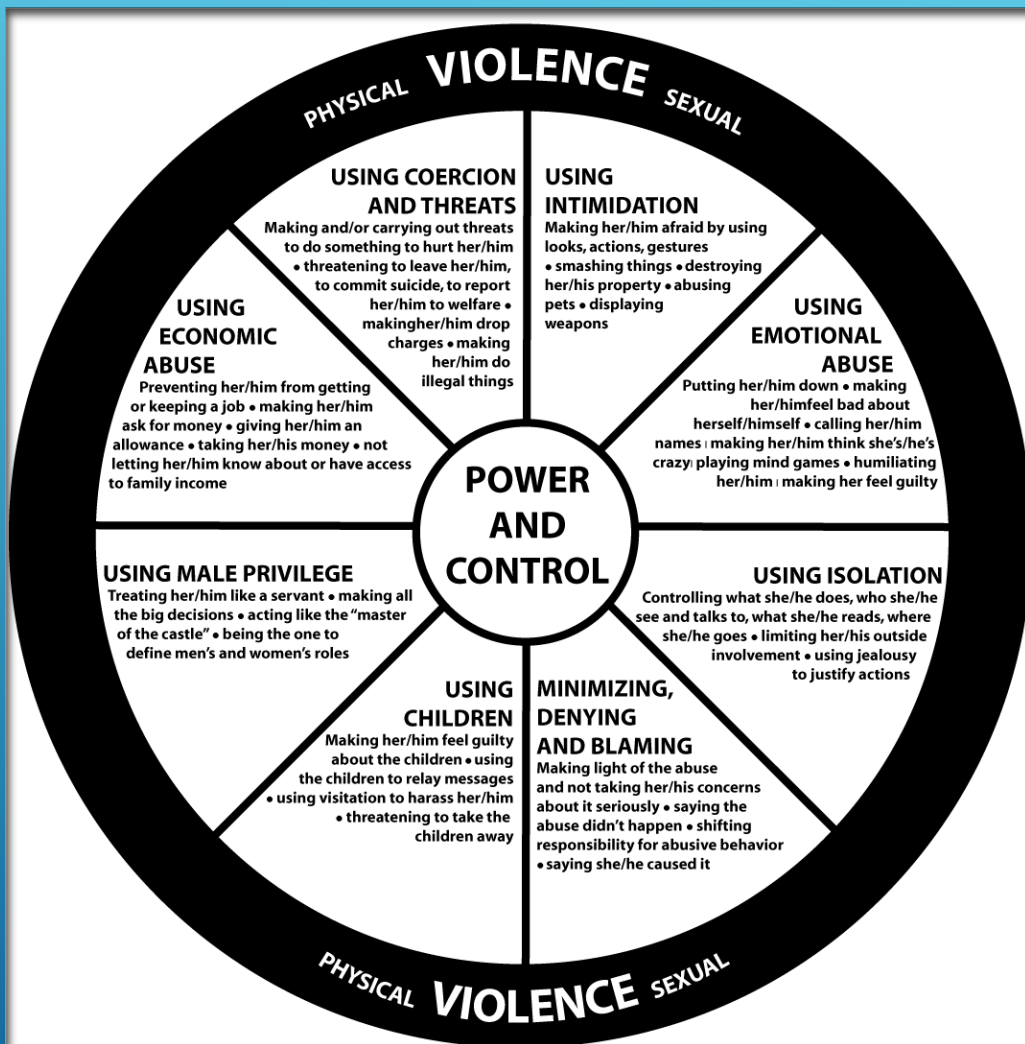 PHYSICAL VIOLENCE SEXUAL
USING COERCION
AND THREATS
Making and/or carrying out threats
to do something to hurt her/him
• threatening to leave her/him,
to commit suicide, to report
her/him to welfare •
makingher/him drop
charges • making
her/him do
illegal things
USING
INTIMIDATION
Making her/him afraid by using
looks, actions, gestures
• smashing things • destroying
her/his property • abusing
pets • displaying
weapons
USING
ECONOMIC
ABUSE
Preventing her/him from getting
or keeping a job • making her/him
ask for money • giving her/him an
allowance • taking her/his money • not
letting her/him know about or have access
to family income
USING
EMOTIONAL
ABUSE
Putting her/him down • making
her/himfeel bad about
herself/himself • calling her/him
names | making her/him think she's/he's
crazy| playing mind games • humiliating
her/him | making her feel guilty
POWER
AND
CONTROL
USING MALE PRIVILEGE
Treating her/him like a servant • making all
the big decisions • acting like the “master
of the castle” • being the one to
define men’s and women’s roles
USING ISOLATION
Controlling what she/he does, who she/he
see and talks to, what she/he reads, where
she/he goes • limiting her/his outside
involvement • using jealousy
to justify actions
USING
CHILDREN
Making her/him feel guilty
about the children • using
the children to relay messages
• using visitation to harass her/him
• threatening to take the
children away
MINIMIZING,
DENYING
AND BLAMING
Making light of the abuse
and not taking her/his concerns
about it seriously • saying the
abuse didn’t happen • shifting
responsibility for abusive behavior
• saying she/he caused it
PHYSICAL VIOLENCE SEXUAL